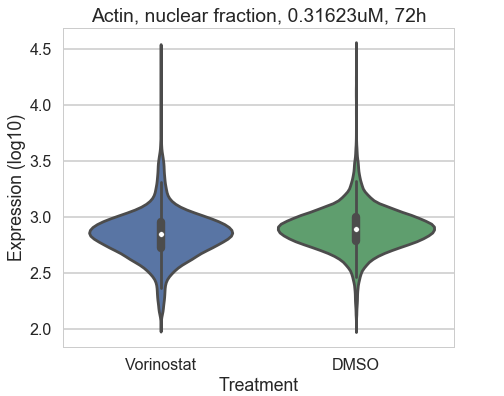 Actin, nuclear fraction, 0.31623uM, 72h
4.5
4.0
3.5
3.0
2.5
2.0
Expression (log10)
Vorinostat DMSO
Treatment